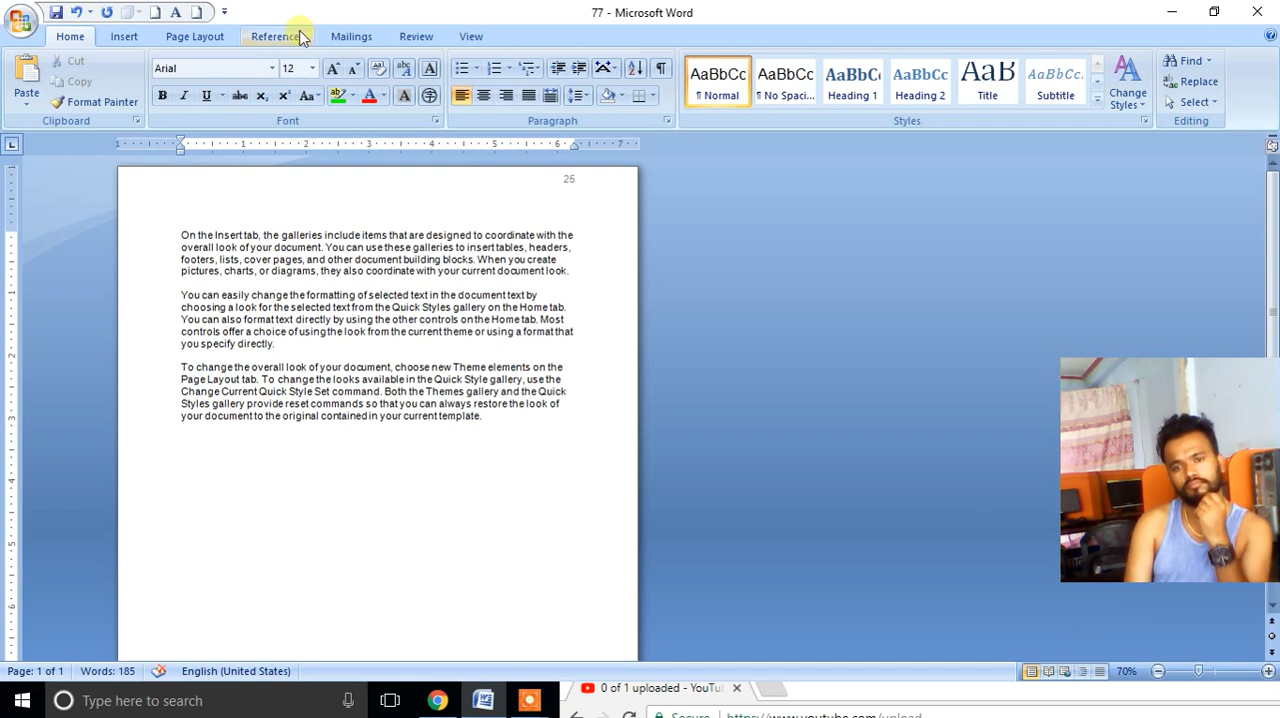 77 - Microsoft Word
Home Insert Page Layout Reference Mailings Review View
Paste
Cut
Copy
Format Painter
Clipboard
Arial 12
B I U abc X₂ X² Aa
Font
Paragraph
AaBbCc AaBbCc AaBbCc AaBbCc AaB AaBbCc
¶ Normal ¶ No Spaci... Heading 1 Heading 2 Title Subtitle
Change Styles
Styles
Find
Replace
Select
Editing
1 1 2 3 4 5 6 7
25
On the Insert tab, the galleries include items that are designed to coordinate with the
overall look of your document. You can use these galleries to insert tables, headers,
footers, lists, cover pages, and other document building blocks. When you create
pictures, charts, or diagrams, they also coordinate with your current document look.
You can easily change the formatting of selected text in the document text by
choosing a look for the selected text from the Quick Styles gallery on the Home tab.
You can also format text directly by using the other controls on the Home tab. Most
controls offer a choice of using the look from the current theme or using a format that
you specify directly.
To change the overall look of your document, choose new Theme elements on the
Page Layout tab. To change the looks available in the Quick Style gallery, use the
Change Current Quick Style Set command. Both the Themes gallery and the Quick
Styles gallery provide reset commands so that you can always restore the look of
your document to the original contained in your current template.
Page: 1 of 1 Words: 185 English (United States) 70%
Type here to search
0 of 1 uploaded - YouTu
Secure https://www.youtube.com/upload